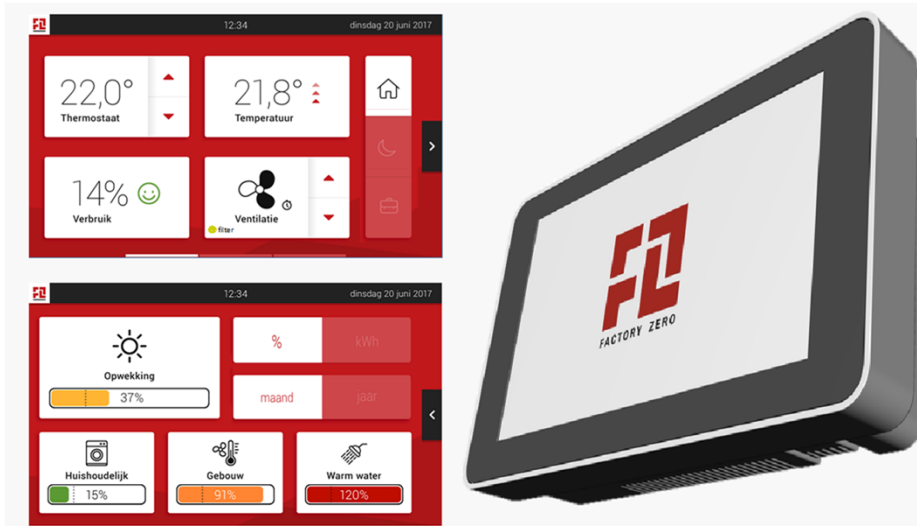 12:34 dinsdag 20 juni 2017
22,0° 21,8°
Thermostaat Temperatuur
14%
Verbruik Ventilatie
filter
12:34 dinsdag 20 juni 2017
% kWh
Opwekking
37%
maand jaar
Huishoudelijk Gebouw Warm water
15% 91% 120%
FACTORY ZERO